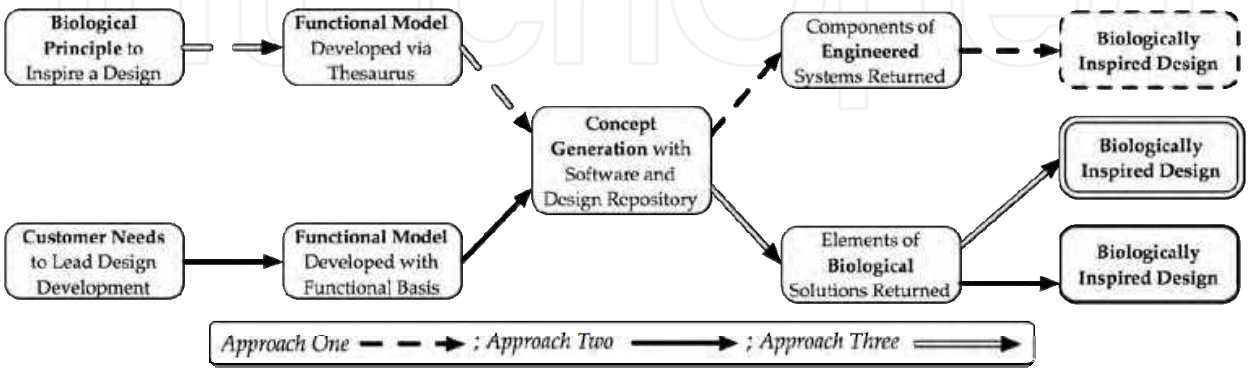 Biological
Principle to
Inspire a Design
Functional Model
Developed via
Thesaurus
Components of
Engineered
Systems Returned
Biologically
Inspired Design
Concept
Generation with
Software and
Design Repository
Biologically
Inspired Design
Customer Needs
to Lead Design
Development
Functional Model
Developed with
Functional Basis
Elements of
Biological
Solutions Returned
Biologically
Inspired Design
Approach One ; Approach Two ; Approach Three